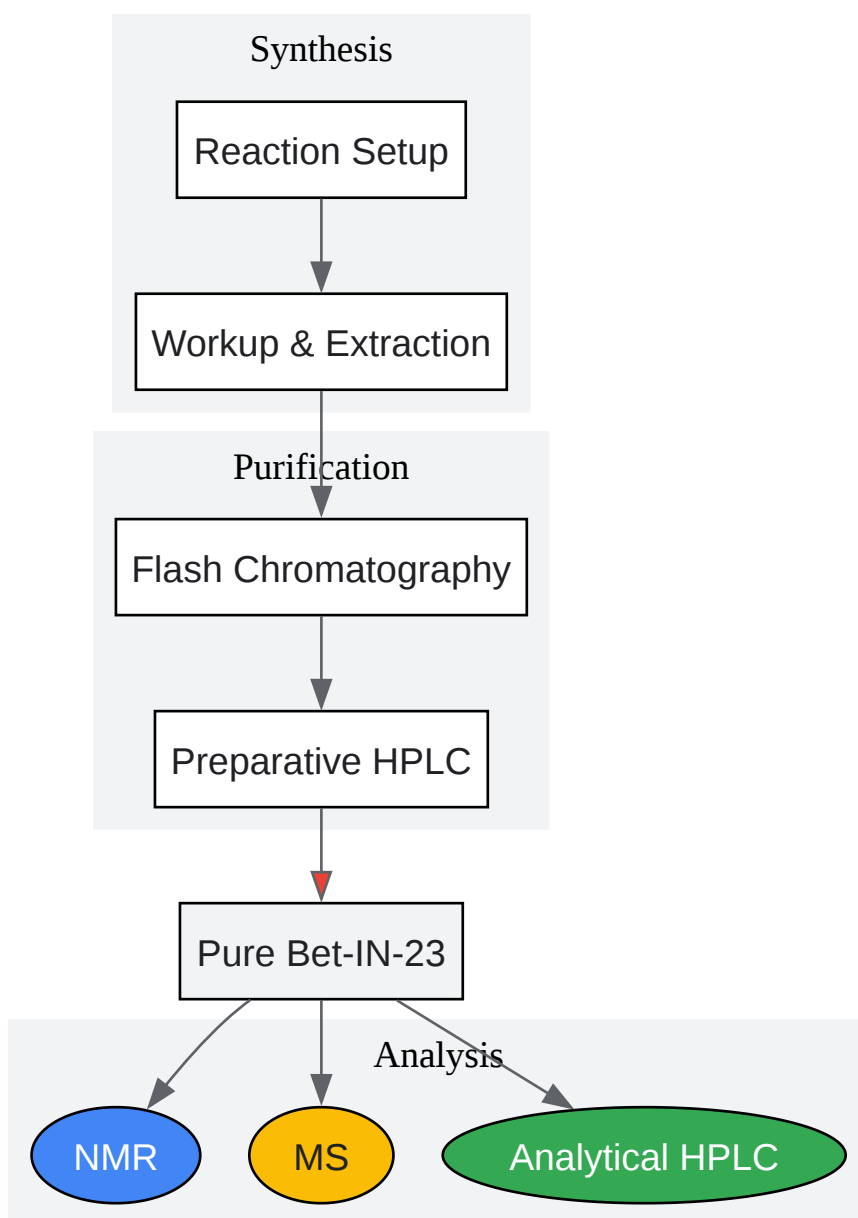 Synthesis
Reaction Setup
Workup & Extraction
Purification
Flash Chromatography
Preparative HPLC
Pure Bet-IN-23
Analysis
NMR
MS
Analytical HPLC